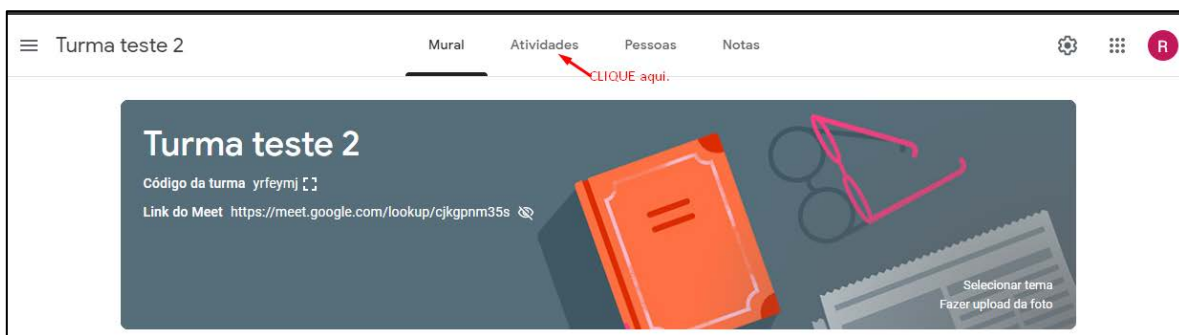 Turma teste 2
Mural Atividades Pessoas Notas
R
CLIQUE aqui.
Turma teste 2
Código da turma yrfeymj
Link do Meet https://meet.google.com/lookup/cjkgpnm35s
Selecionar tema
Fazer upload da foto